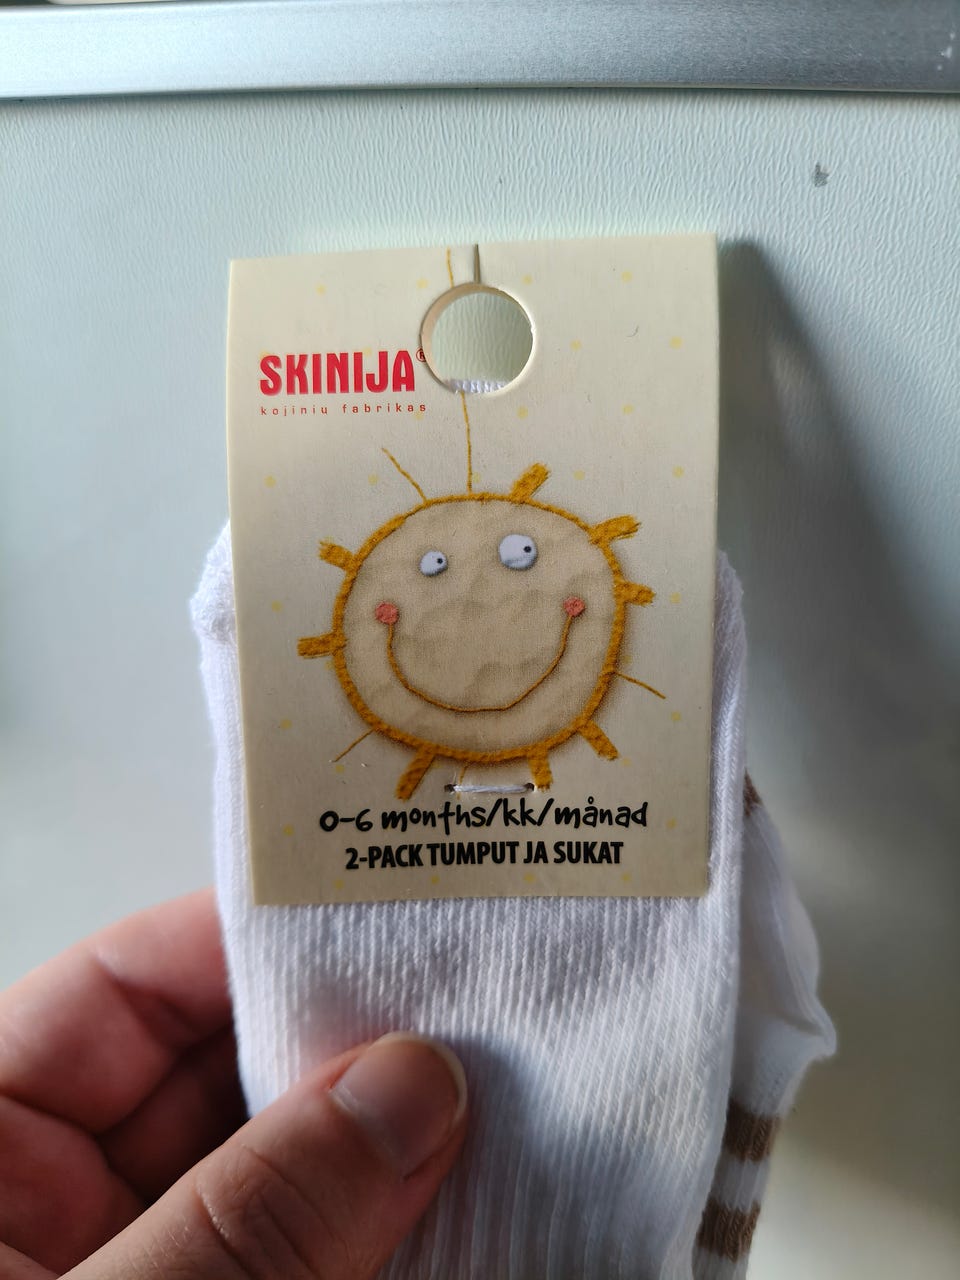 SKINIJA®
kojiniu fabrikas
0-6 months/kk/månad
2-PACK TUMPUT JA SUKAT